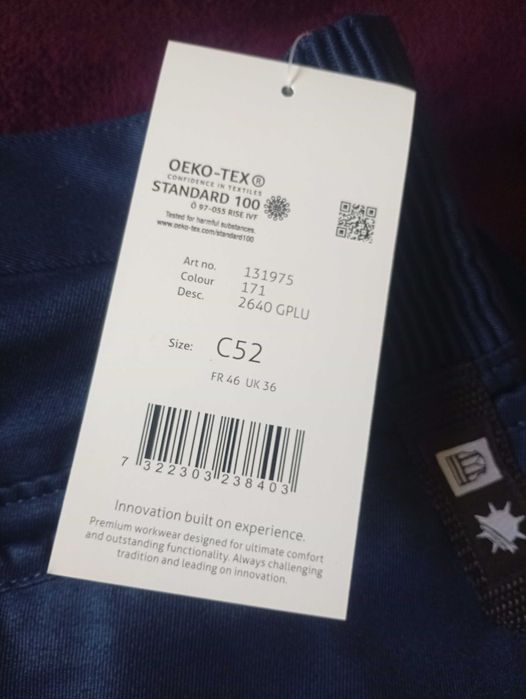 OEKO-TEX®
CONFIDENCE IN TEXTILES
STANDARD 100
Ö 97-055 RISE IVF
Tested for harmful substances.
www.oeko-tex.com/standard100
Art no. 131975
Colour 171
Desc. 2640 GPLU
Size: C52
FR 46 UK 36
7 322303 238403
Innovation built on experience.
Premium workwear designed for ultimate comfort
and outstanding functionality. Always challenging
tradition and leading on innovation.